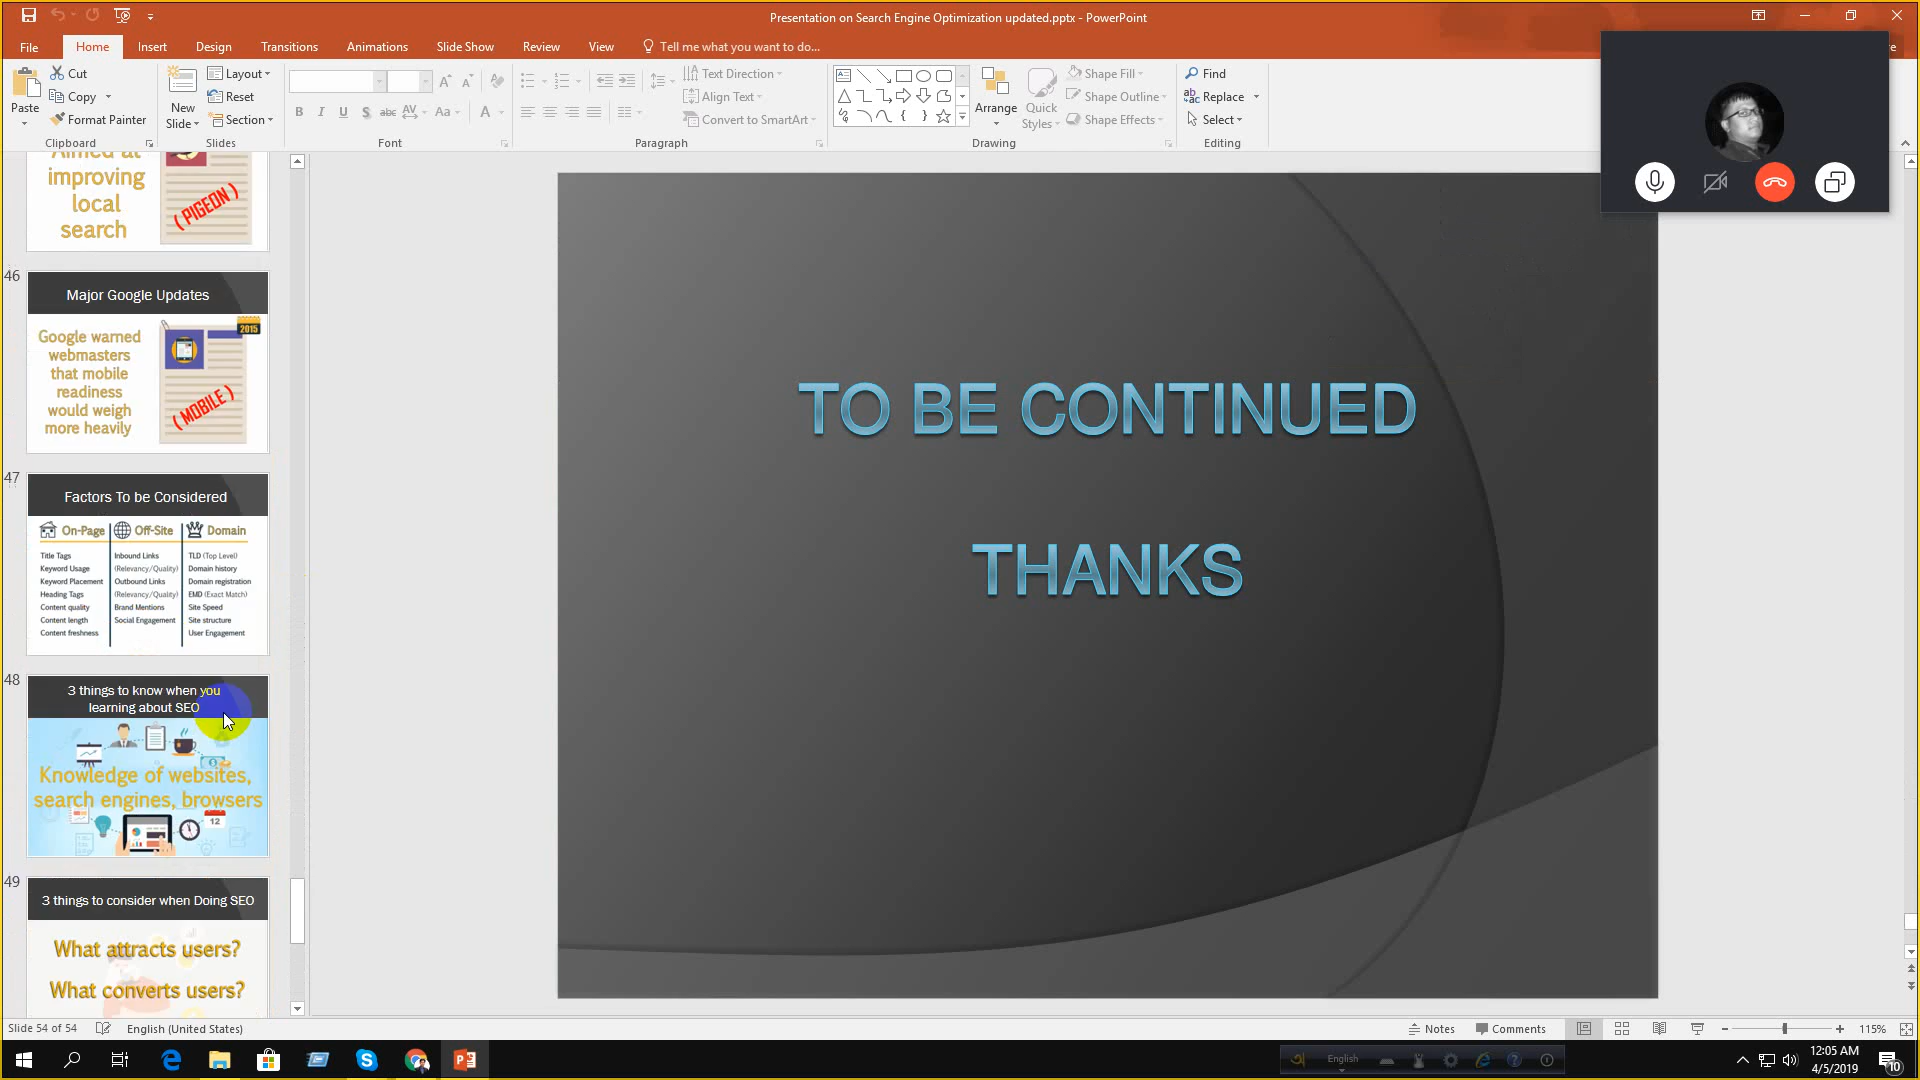 Presentation on Search Engine Optimization updated.pptx - PowerPoint
File Home Insert Design Transitions Animations Slide Show Review View Tell me what you want to do...
Paste
Cut
Copy
Format Painter
Clipboard
New
Slide
Layout
Reset
Section
Slides
B I U S abc AV Aa A
Font
Text Direction
Align Text
Convert to SmartArt
Paragraph
Arrange
Quick
Styles
Shape Fill
Shape Outline
Shape Effects
Drawing
Find
Replace
Select
Editing
Aimed at
improving
local
search
( PIGEON )
46
Major Google Updates
2015
Google warned
webmasters
that mobile
readiness
would weigh
more heavily
( MOBILE )
47
Factors To be Considered
On-Page Off-Site Domain
Title Tags Inbound Links TLD (Top Level)
Keyword Usage (Relevancy/Quality) Domain history
Keyword Placement Outbound Links Domain registration
Heading Tags (Relevancy/Quality) EMD (Exact Match)
Content quality Brand Mentions Site Speed
Content length Social Engagement Site structure
Content freshness User Engagement
48
3 things to know when you
learning about SEO
Knowledge of websites,
search engines, browsers
12
49
3 things to consider when Doing SEO
What attracts users?
What converts users?
TO BE CONTINUED
THANKS
Slide 54 of 54 English (United States) Notes Comments 115%
English
12:05 AM
4/5/2019
10